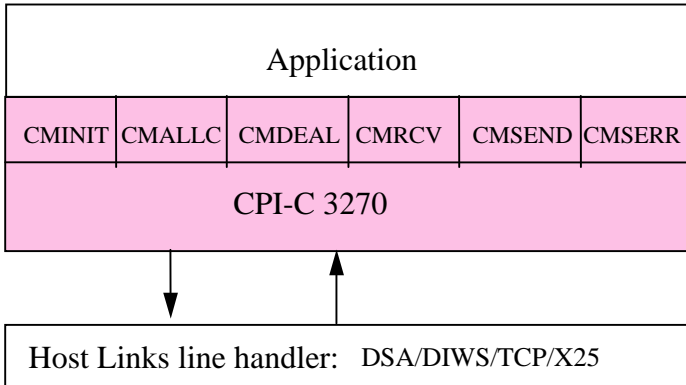 Application
CMINIT CMALLC CMDEAL CMRCV CMSEND CMSERR
CPI-C 3270
Host Links line handler: DSA/DIWS/TCP/X25